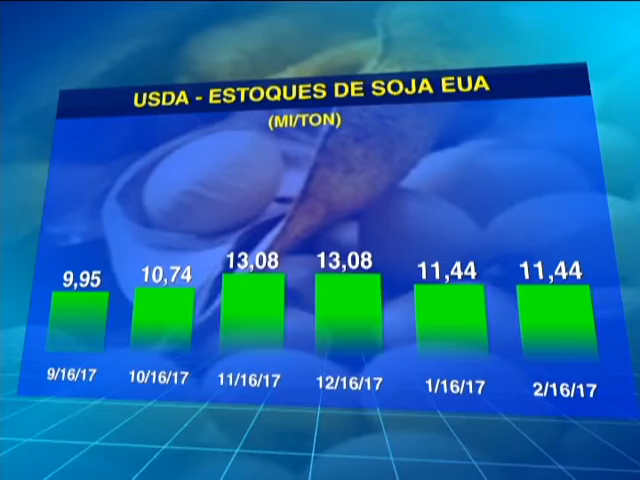 USDA - ESTOQUES DE SOJA EUA
(MI/TON)
9,95 10,74 13,08 13,08 11,44 11,44
9/16/17 10/16/17 11/16/17 12/16/17 1/16/17 2/16/17